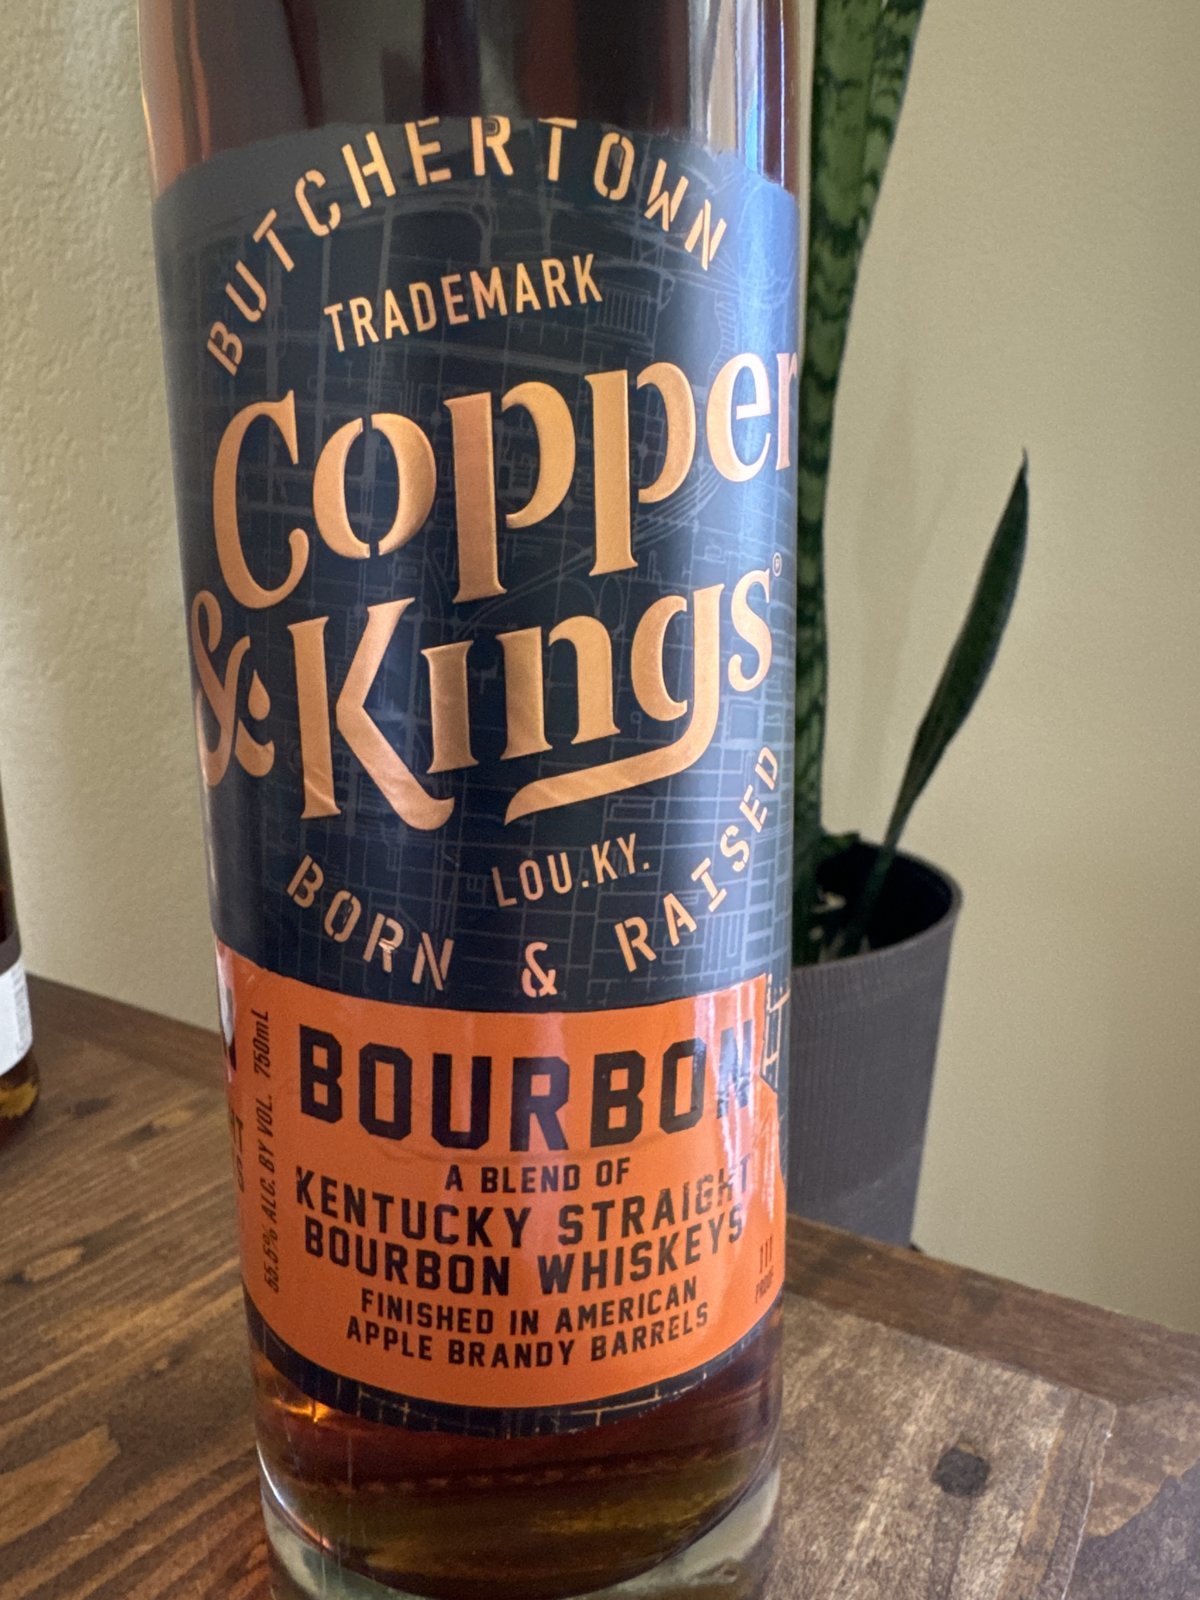 BUTCHERTOWN
TRADEMARK
Copper
& Kings®
LOU.KY.
BORN & RAISED
BOURBON
A BLEND OF
KENTUCKY STRAIGHT
BOURBON WHISKEYS
FINISHED IN AMERICAN
APPLE BRANDY BARRELS
55.5% ALC. BY VOL. 750mL
111
PROOF